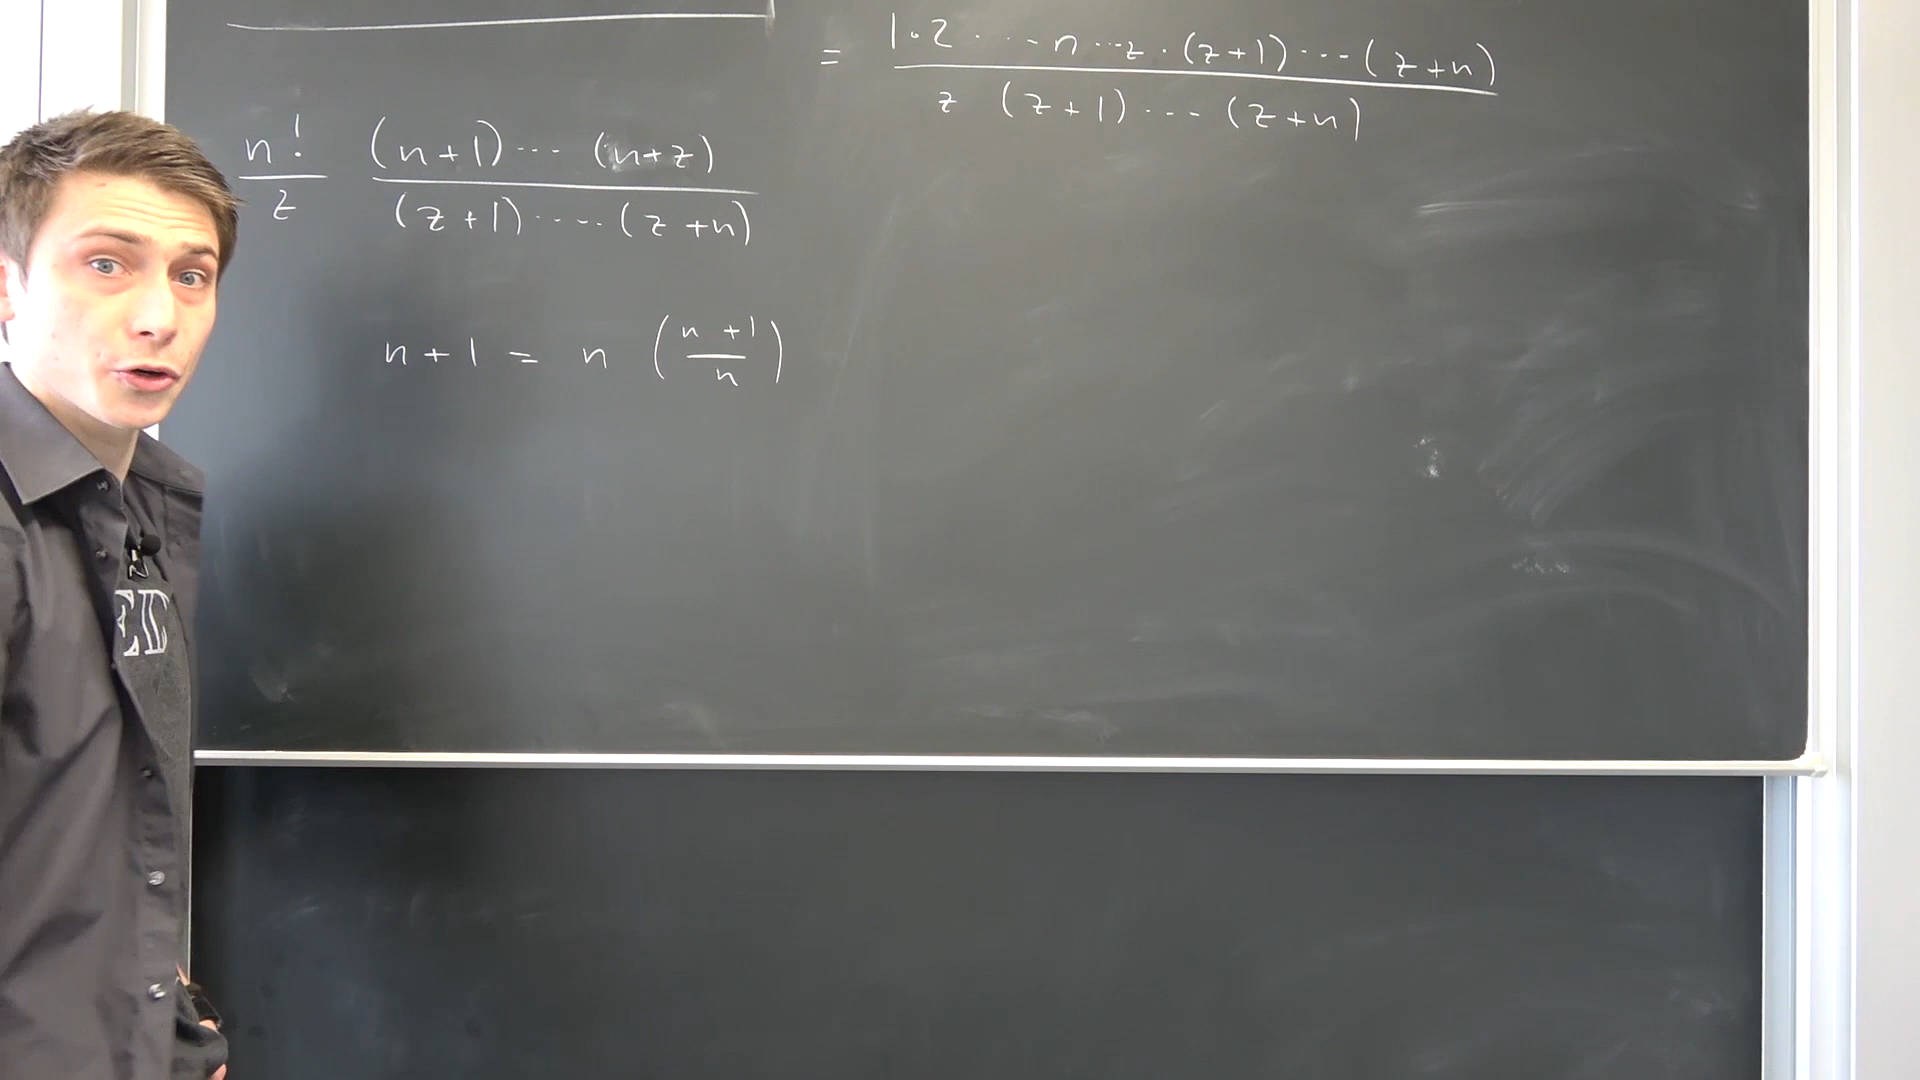 = 1·2 · ··· n ··· z · (z+1) ··· (z+n) / z (z+1) ··· (z+n)
n! / z (n+1) ··· (n+z) / (z+1) ····· (z+n)
n + 1 = n (n +1 / n)